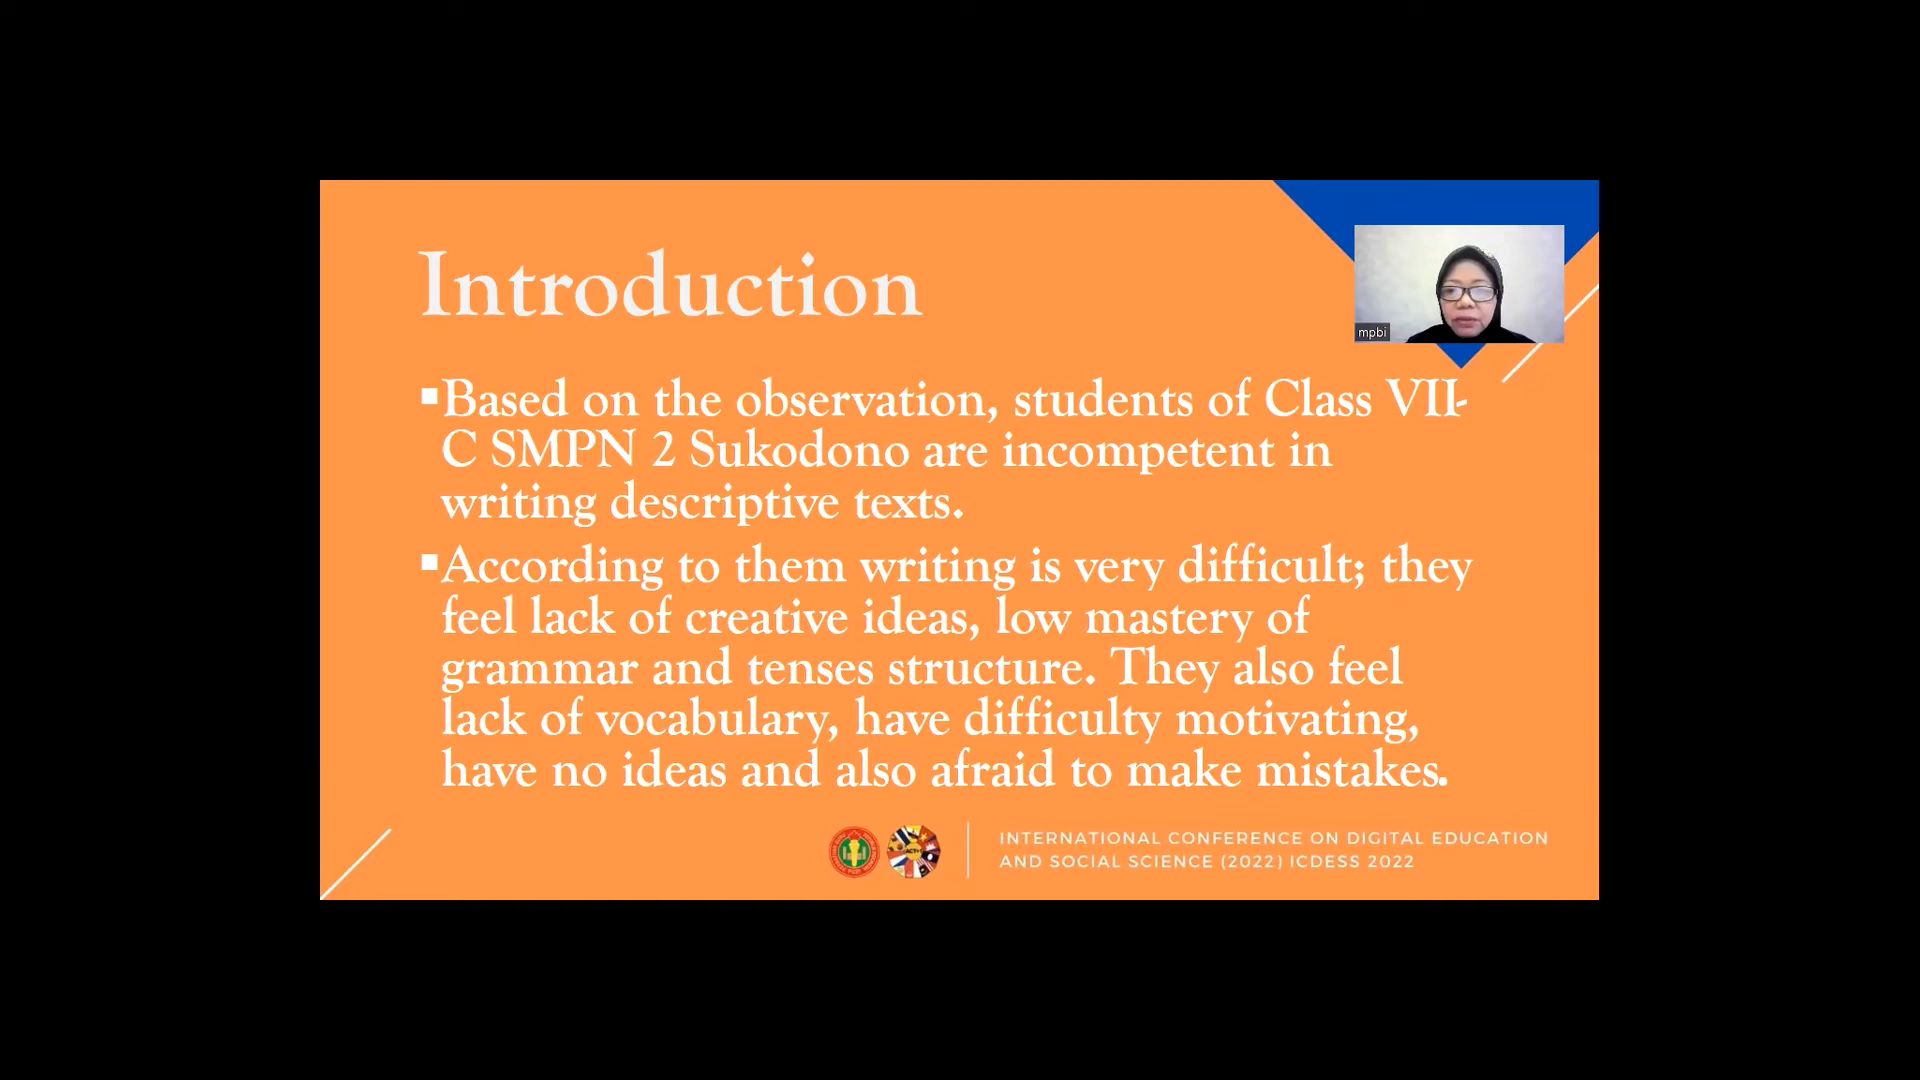 Introduction
mpbi
▪Based on the observation, students of Class VII-
C SMPN 2 Sukodono are incompetent in
writing descriptive texts.
▪According to them writing is very difficult; they
feel lack of creative ideas, low mastery of
grammar and tenses structure. They also feel
lack of vocabulary, have difficulty motivating,
have no ideas and also afraid to make mistakes.
INTERNATIONAL CONFERENCE ON DIGITAL EDUCATION
AND SOCIAL SCIENCE (2022) ICDESS 2022